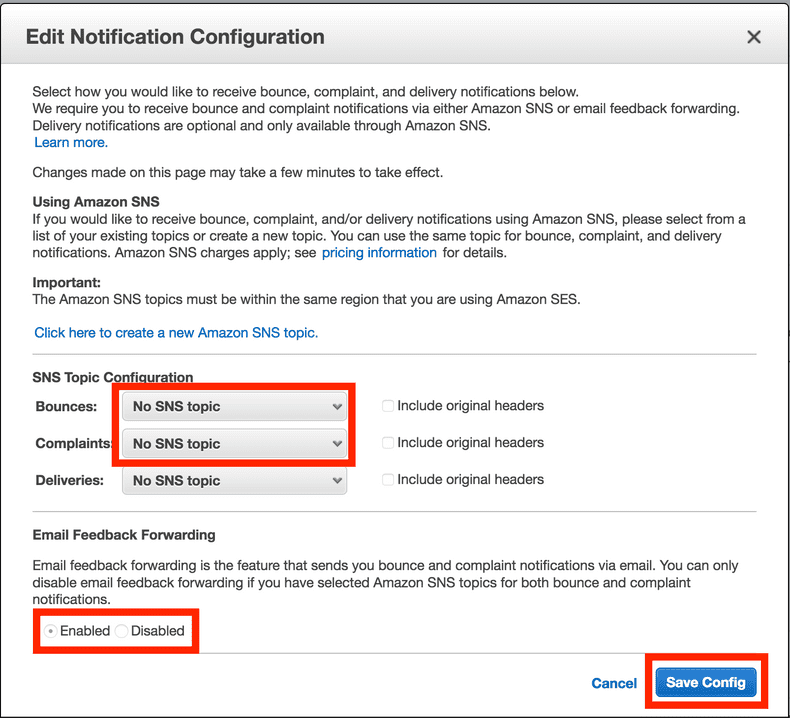 Edit Notification Configuration
Select how you would like to receive bounce, complaint, and delivery notifications below.
We require you to receive bounce and complaint notifications via either Amazon SNS or email feedback forwarding.
Delivery notifications are optional and only available through Amazon SNS.
Learn more.
Changes made on this page may take a few minutes to take effect.
Using Amazon SNS
If you would like to receive bounce, complaint, and/or delivery notifications using Amazon SNS, please select from a
list of your existing topics or create a new topic. You can use the same topic for bounce, complaint, and delivery
notifications. Amazon SNS charges apply; see pricing information for details.
Important:
The Amazon SNS topics must be within the same region that you are using Amazon SES.
Click here to create a new Amazon SNS topic.
SNS Topic Configuration
Bounces: No SNS topic Include original headers
Complaints: No SNS topic Include original headers
Deliveries: No SNS topic Include original headers
Email Feedback Forwarding
Email feedback forwarding is the feature that sends you bounce and complaint notifications via email. You can only
disable email feedback forwarding if you have selected Amazon SNS topics for both bounce and complaint
notifications.
Enabled Disabled
Cancel Save Config